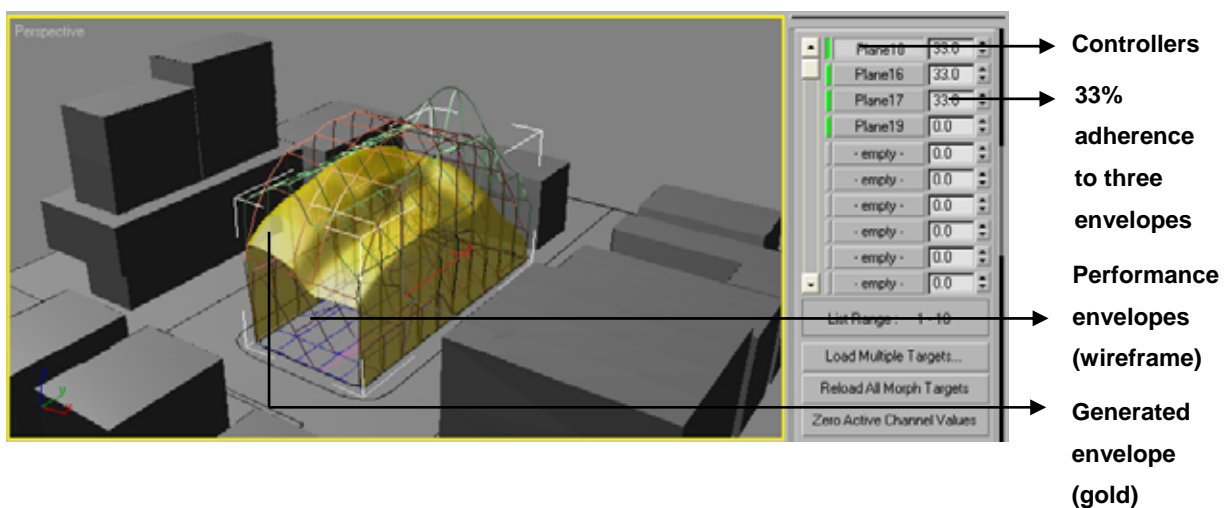 Perspective
Plane18 33.0
Plane16 33.0
Plane17 33.0
Plane19 0.0
- empty - 0.0
- empty - 0.0
- empty - 0.0
- empty - 0.0
- empty - 0.0
- empty - 0.0
List Range : 1 - 10
Load Multiple Targets...
Reload All Morph Targets
Zero Active Channel Values
Controllers
33%
adherence
to three
envelopes
Performance
envelopes
(wireframe)
Generated
envelope
(gold)